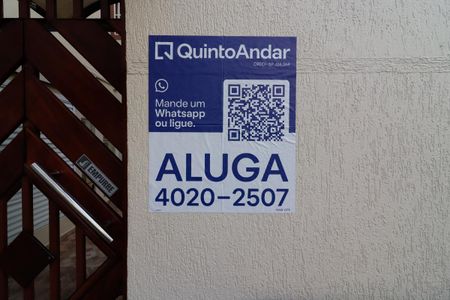 QuintoAndar
Mande um
Whatsapp
ou ligue.
EMPURRE
ALUGA
4020-2507